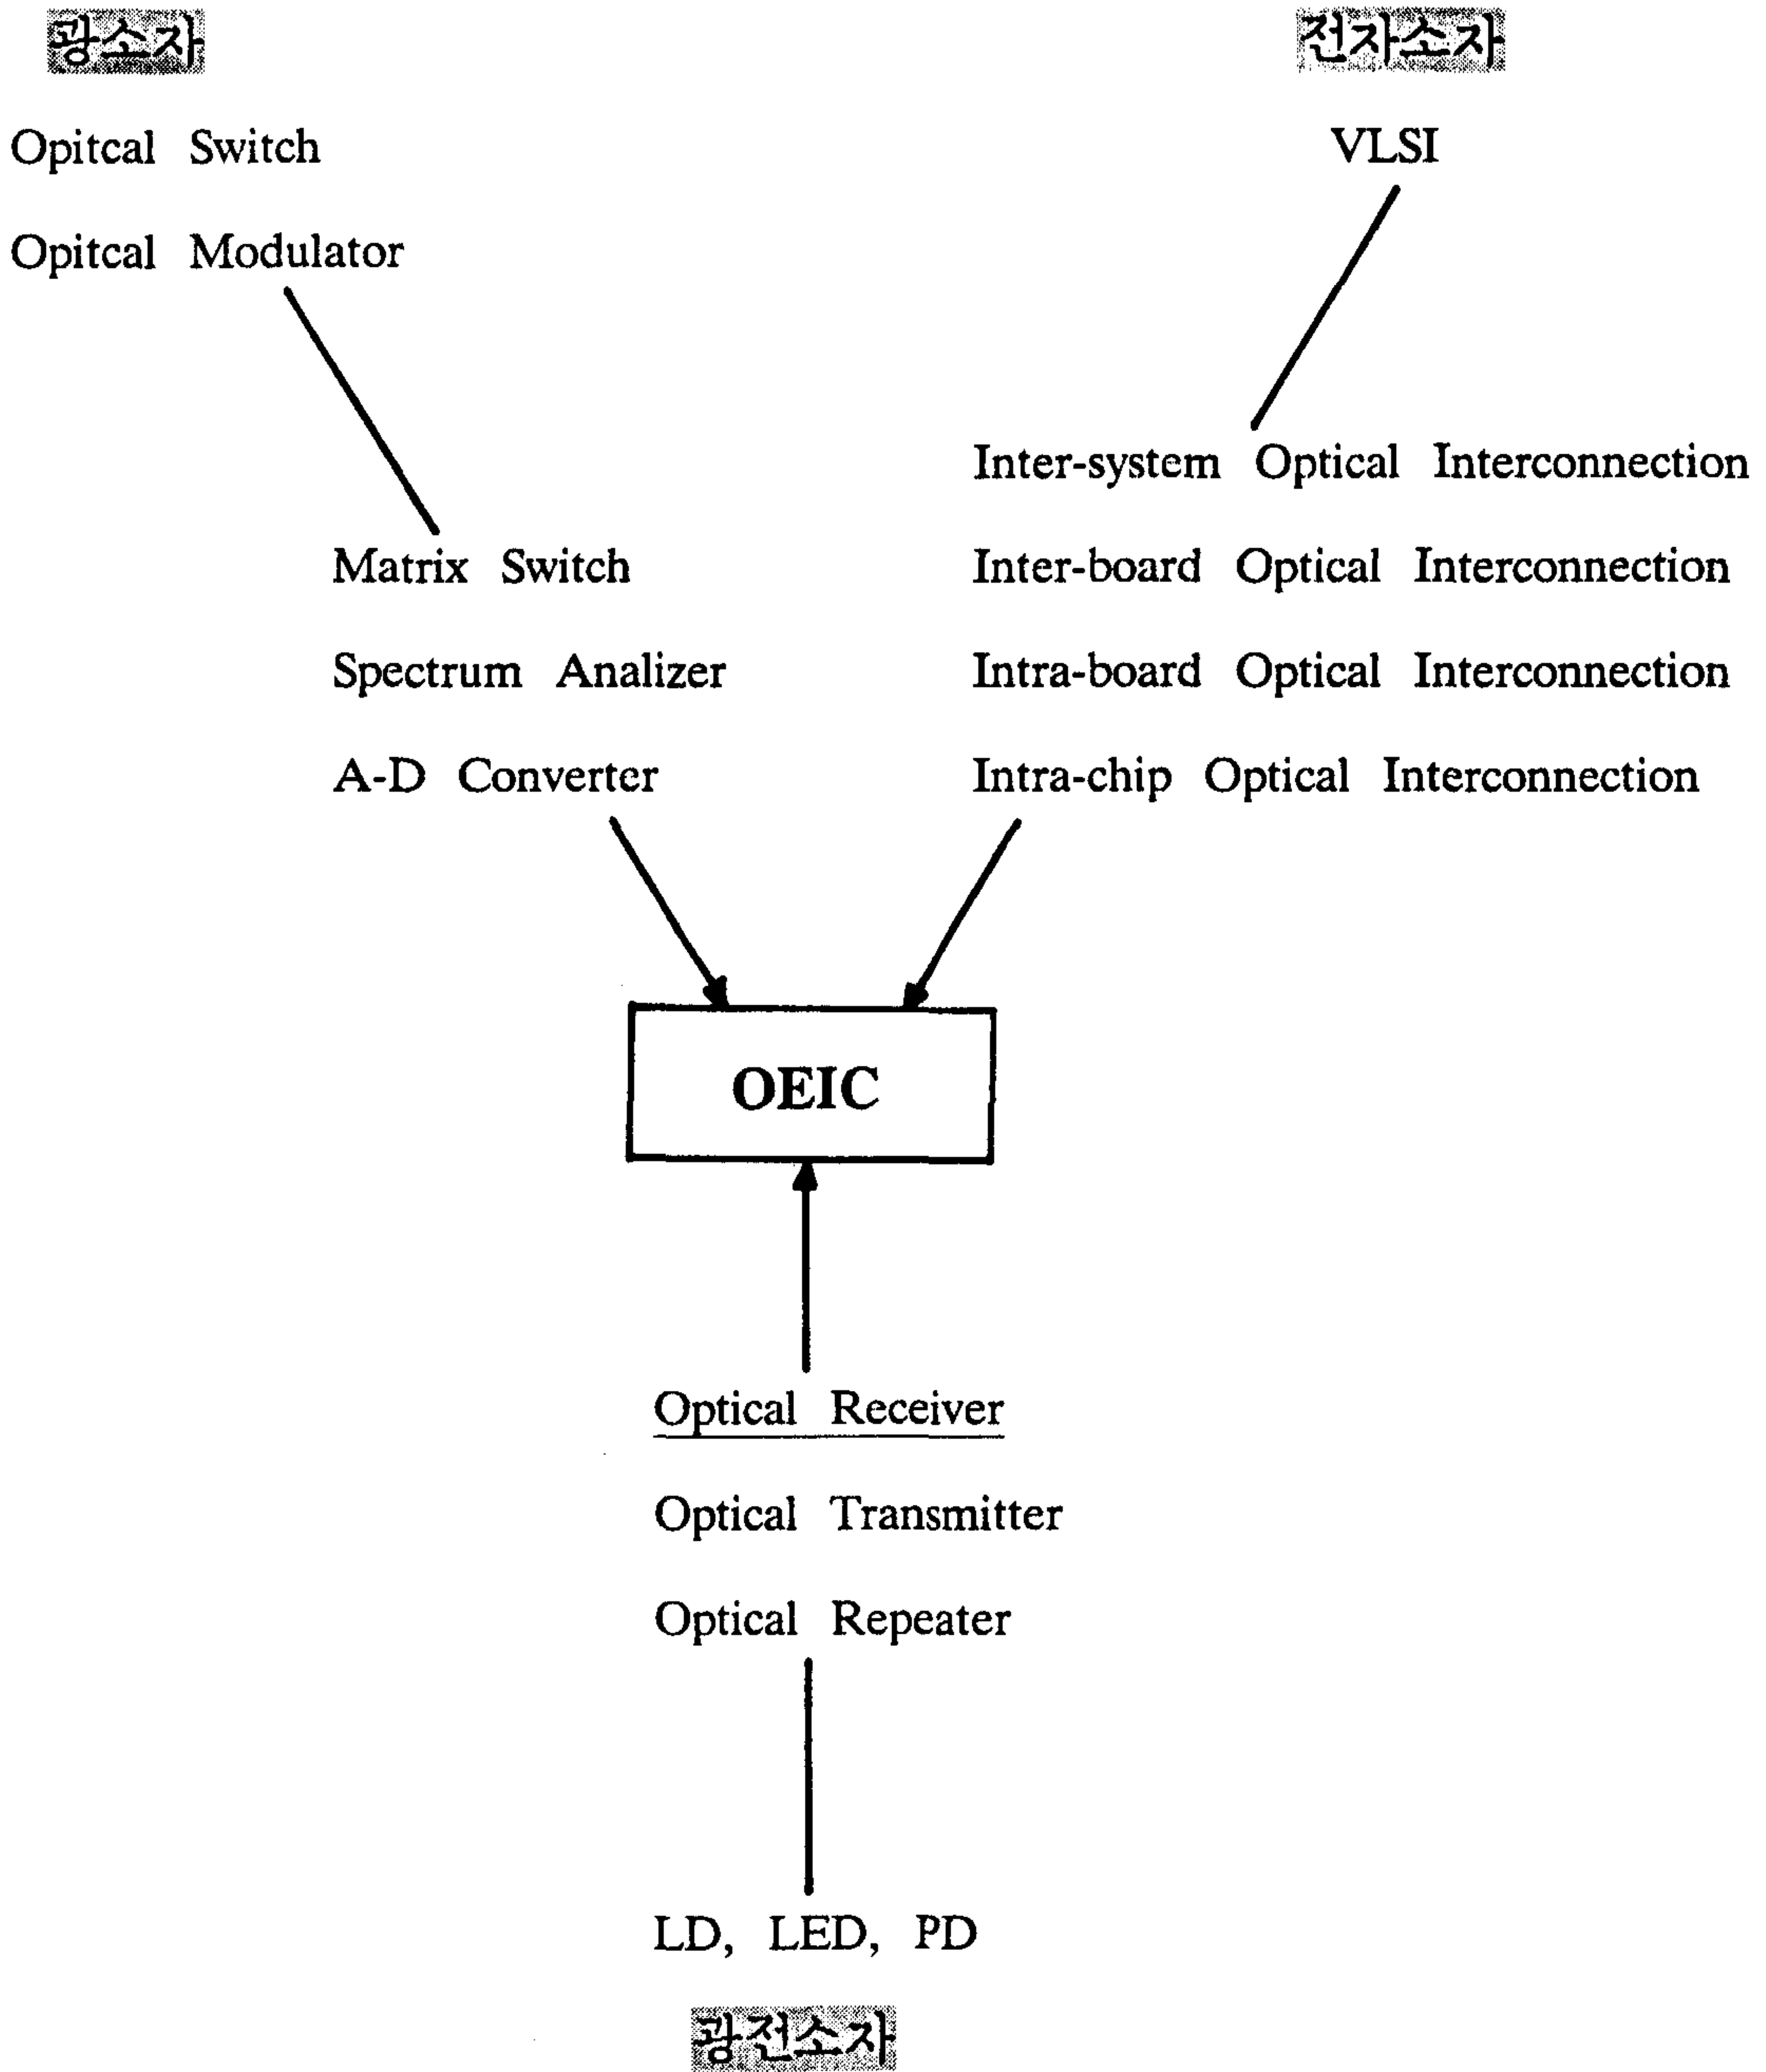 광소자
전자소자
Opitcal Switch
VLSI
Opitcal Modulator
Inter-system Optical Interconnection
Matrix Switch
Inter-board Optical Interconnection
Spectrum Analizer
Intra-board Optical Interconnection
A-D Converter
Intra-chip Optical Interconnection
OEIC
Optical Receiver
Optical Transmitter
Optical Repeater
LD, LED, PD
광전소자